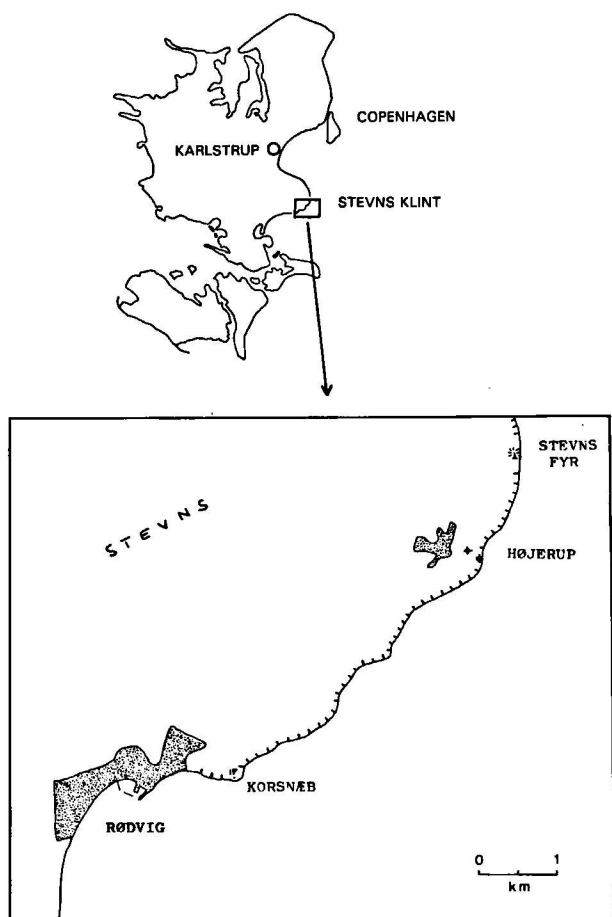 COPENHAGEN
KARLSTRUP
STEVNS KLINT
STEVNS
FYR
STEVNS
HØJERUP
KORSNÆB
RØDVIG
0 1
km